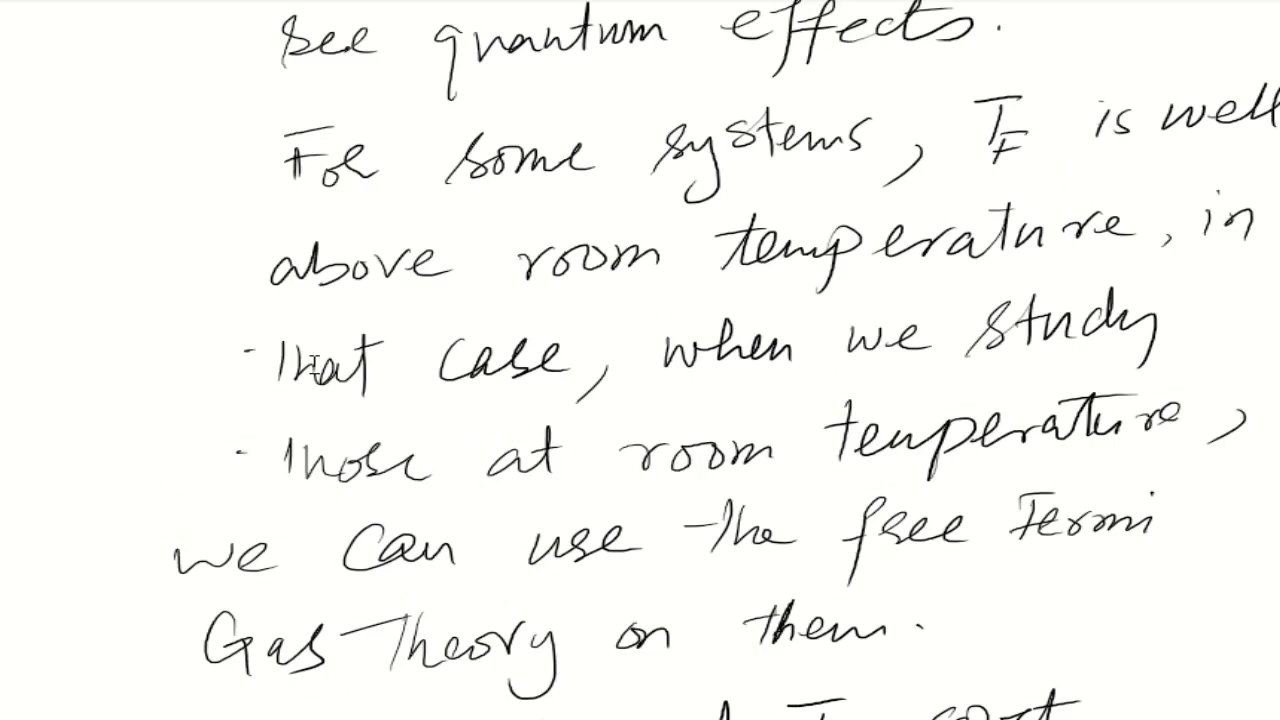 see quantum effects.
For some systems, T_F is well
above room temperature, in
that case, when we study
those at room temperature,
we can use the free Fermi
Gas Theory on them.